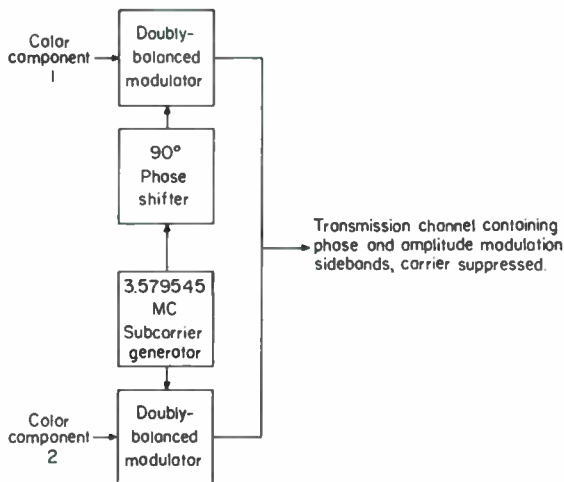 Color
component
1
Doubly-
balanced
modulator
90°
Phase
shifter
Transmission channel containing
phase and amplitude modulation
sidebands, carrier suppressed.
3.579545
MC
Subcarrier
generator
Color
component
2
Doubly-
balanced
modulator